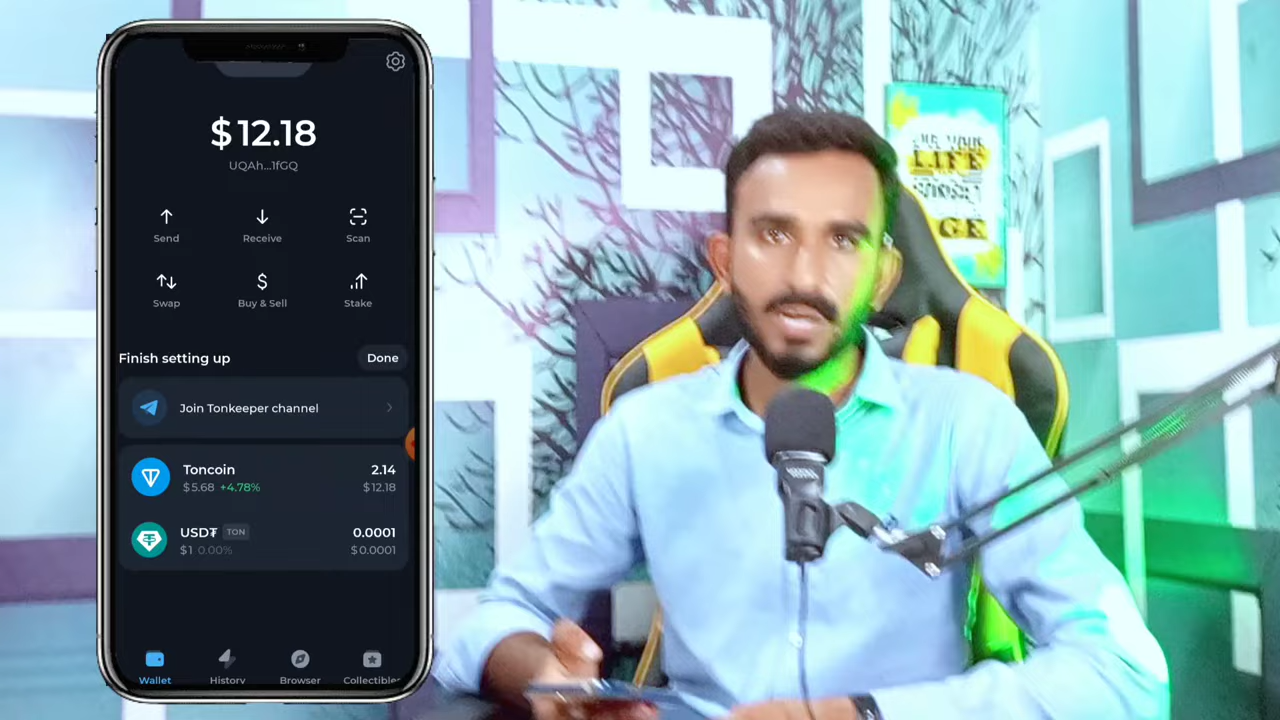 $12.18
UQAh...1fGQ
Send
Receive
Scan
Swap
Buy & Sell
Stake
Finish setting up
Done
Join Tonkeeper channel
Toncoin
2.14
$5.68 +4.78%
$12.18
USD₮ TON
0.0001
$1 0.00%
$0.0001
Wallet
History
Browser
Collectibles
YOUR
LIFE
GE